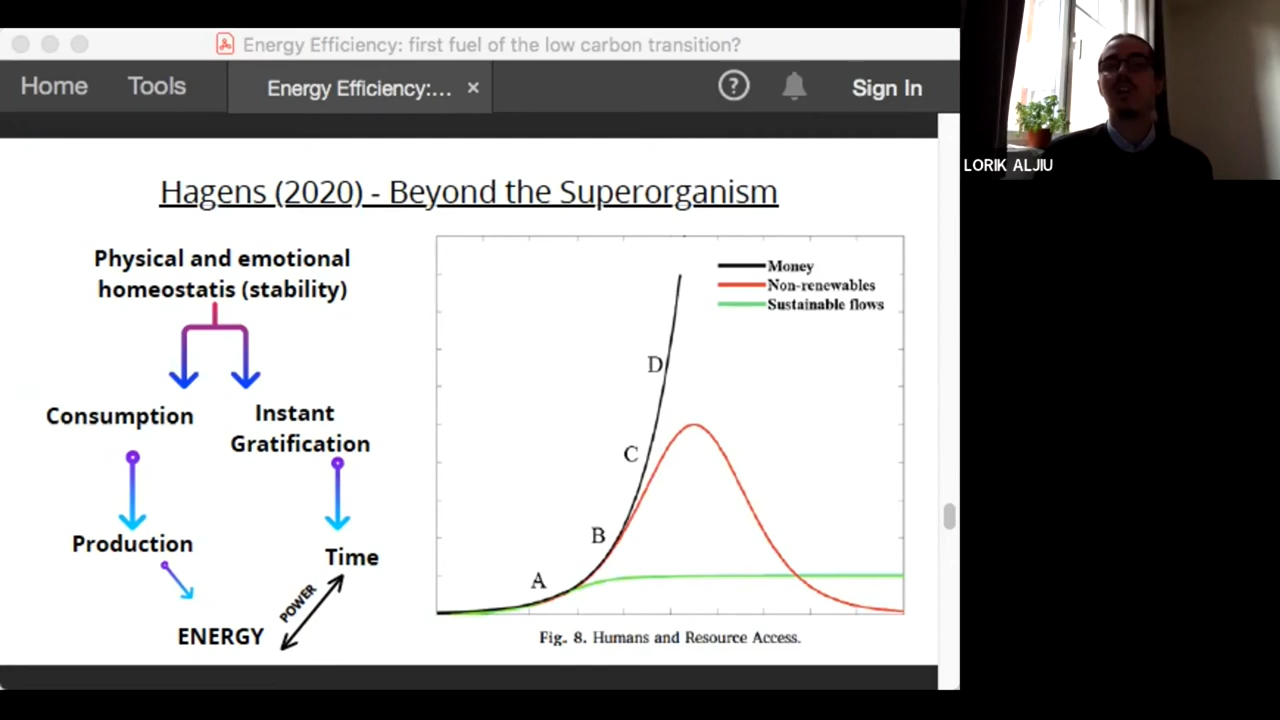 Energy Efficiency: first fuel of the low carbon transition?
Home
Tools
Energy Efficiency:...
×
?
Sign In
LORIK ALJIU
Hagens (2020) - Beyond the Superorganism
Physical and emotional
homeostatis (stability)
Consumption
Instant
Gratification
Production
Time
POWER
ENERGY
Money
Non-renewables
Sustainable flows
D
C
B
A
Fig. 8. Humans and Resource Access.